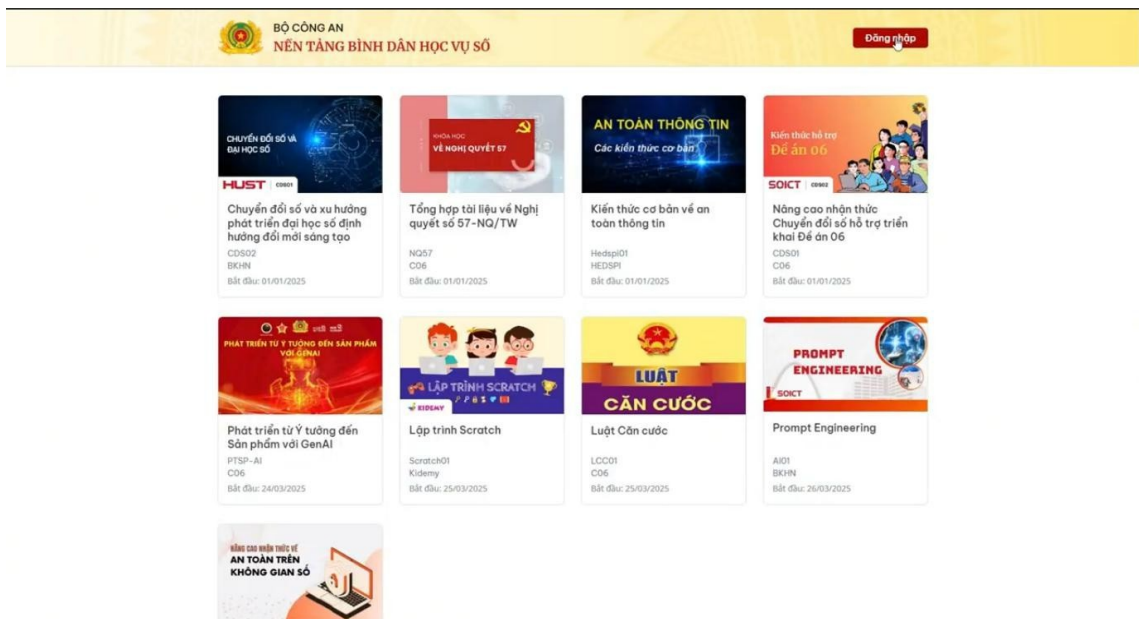 BỘ CÔNG AN
NỀN TẢNG BÌNH DÂN HỌC VỤ SỐ
Đăng nhập
CHUYỂN ĐỔI SỐ VÀ
ĐẠI HỌC SỐ
HUST CDS01
KHÓA HỌC
VỀ NGHỊ QUYẾT 57
AN TOÀN THÔNG TIN
Các kiến thức cơ bản
Kiến thức hỗ trợ
Đề án 06
SOICT CDS02
Chuyển đổi số và xu hướng
phát triển đại học số định
hướng đổi mới sáng tạo
CDS02
BKHN
Bắt đầu: 01/01/2025
Tổng hợp tài liệu về Nghị
quyết số 57-NQ/TW
NQ57
C06
Bắt đầu: 01/01/2025
Kiến thức cơ bản về an
toàn thông tin
Hedspi01
HEDSPI
Bắt đầu: 01/01/2025
Nâng cao nhận thức
Chuyển đổi số hỗ trợ triển
khai Đề án 06
CDS01
C06
Bắt đầu: 01/01/2025
PHÁT TRIỂN TỪ Ý TƯỞNG ĐẾN SẢN PHẨM
VỚI GENAI
LẬP TRÌNH SCRATCH
KIDEMY
LUẬT
CĂN CƯỚC
PROMPT
ENGINEERING
SOICT
Phát triển từ Ý tưởng đến
Sản phẩm với GenAI
PTSP-AI
C06
Bắt đầu: 24/03/2025
Lập trình Scratch
Scratch01
Kidemy
Bắt đầu: 25/03/2025
Luật Căn cước
LCC01
C06
Bắt đầu: 25/03/2025
Prompt Engineering
AI01
BKHN
Bắt đầu: 26/03/2025
NÂNG CAO NHẬN THỨC VỀ
AN TOÀN TRÊN
KHÔNG GIAN SỐ